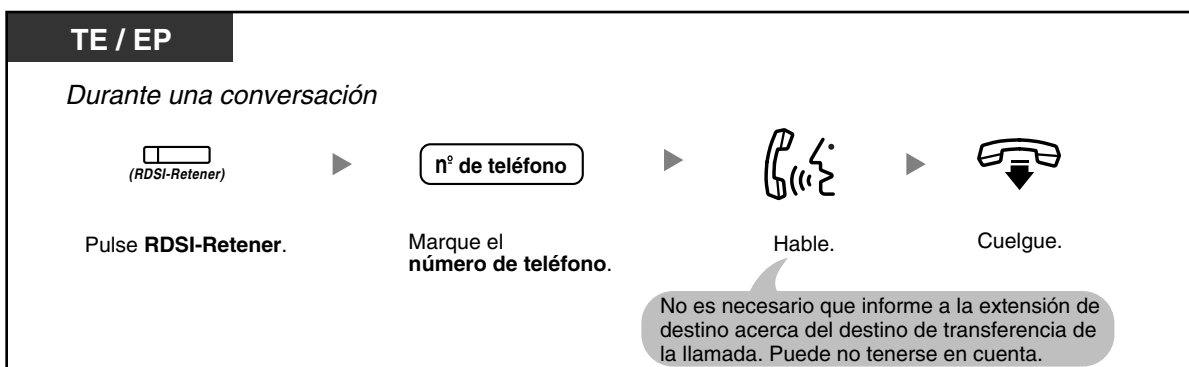 TE / EP
Durante una conversación
(RDSI-Retener)
nº de teléfono
Pulse RDSI-Retener.
Marque el
número de teléfono.
Hable.
Cuelgue.
No es necesario que informe a la extensión de
destino acerca del destino de transferencia de
la llamada. Puede no tenerse en cuenta.